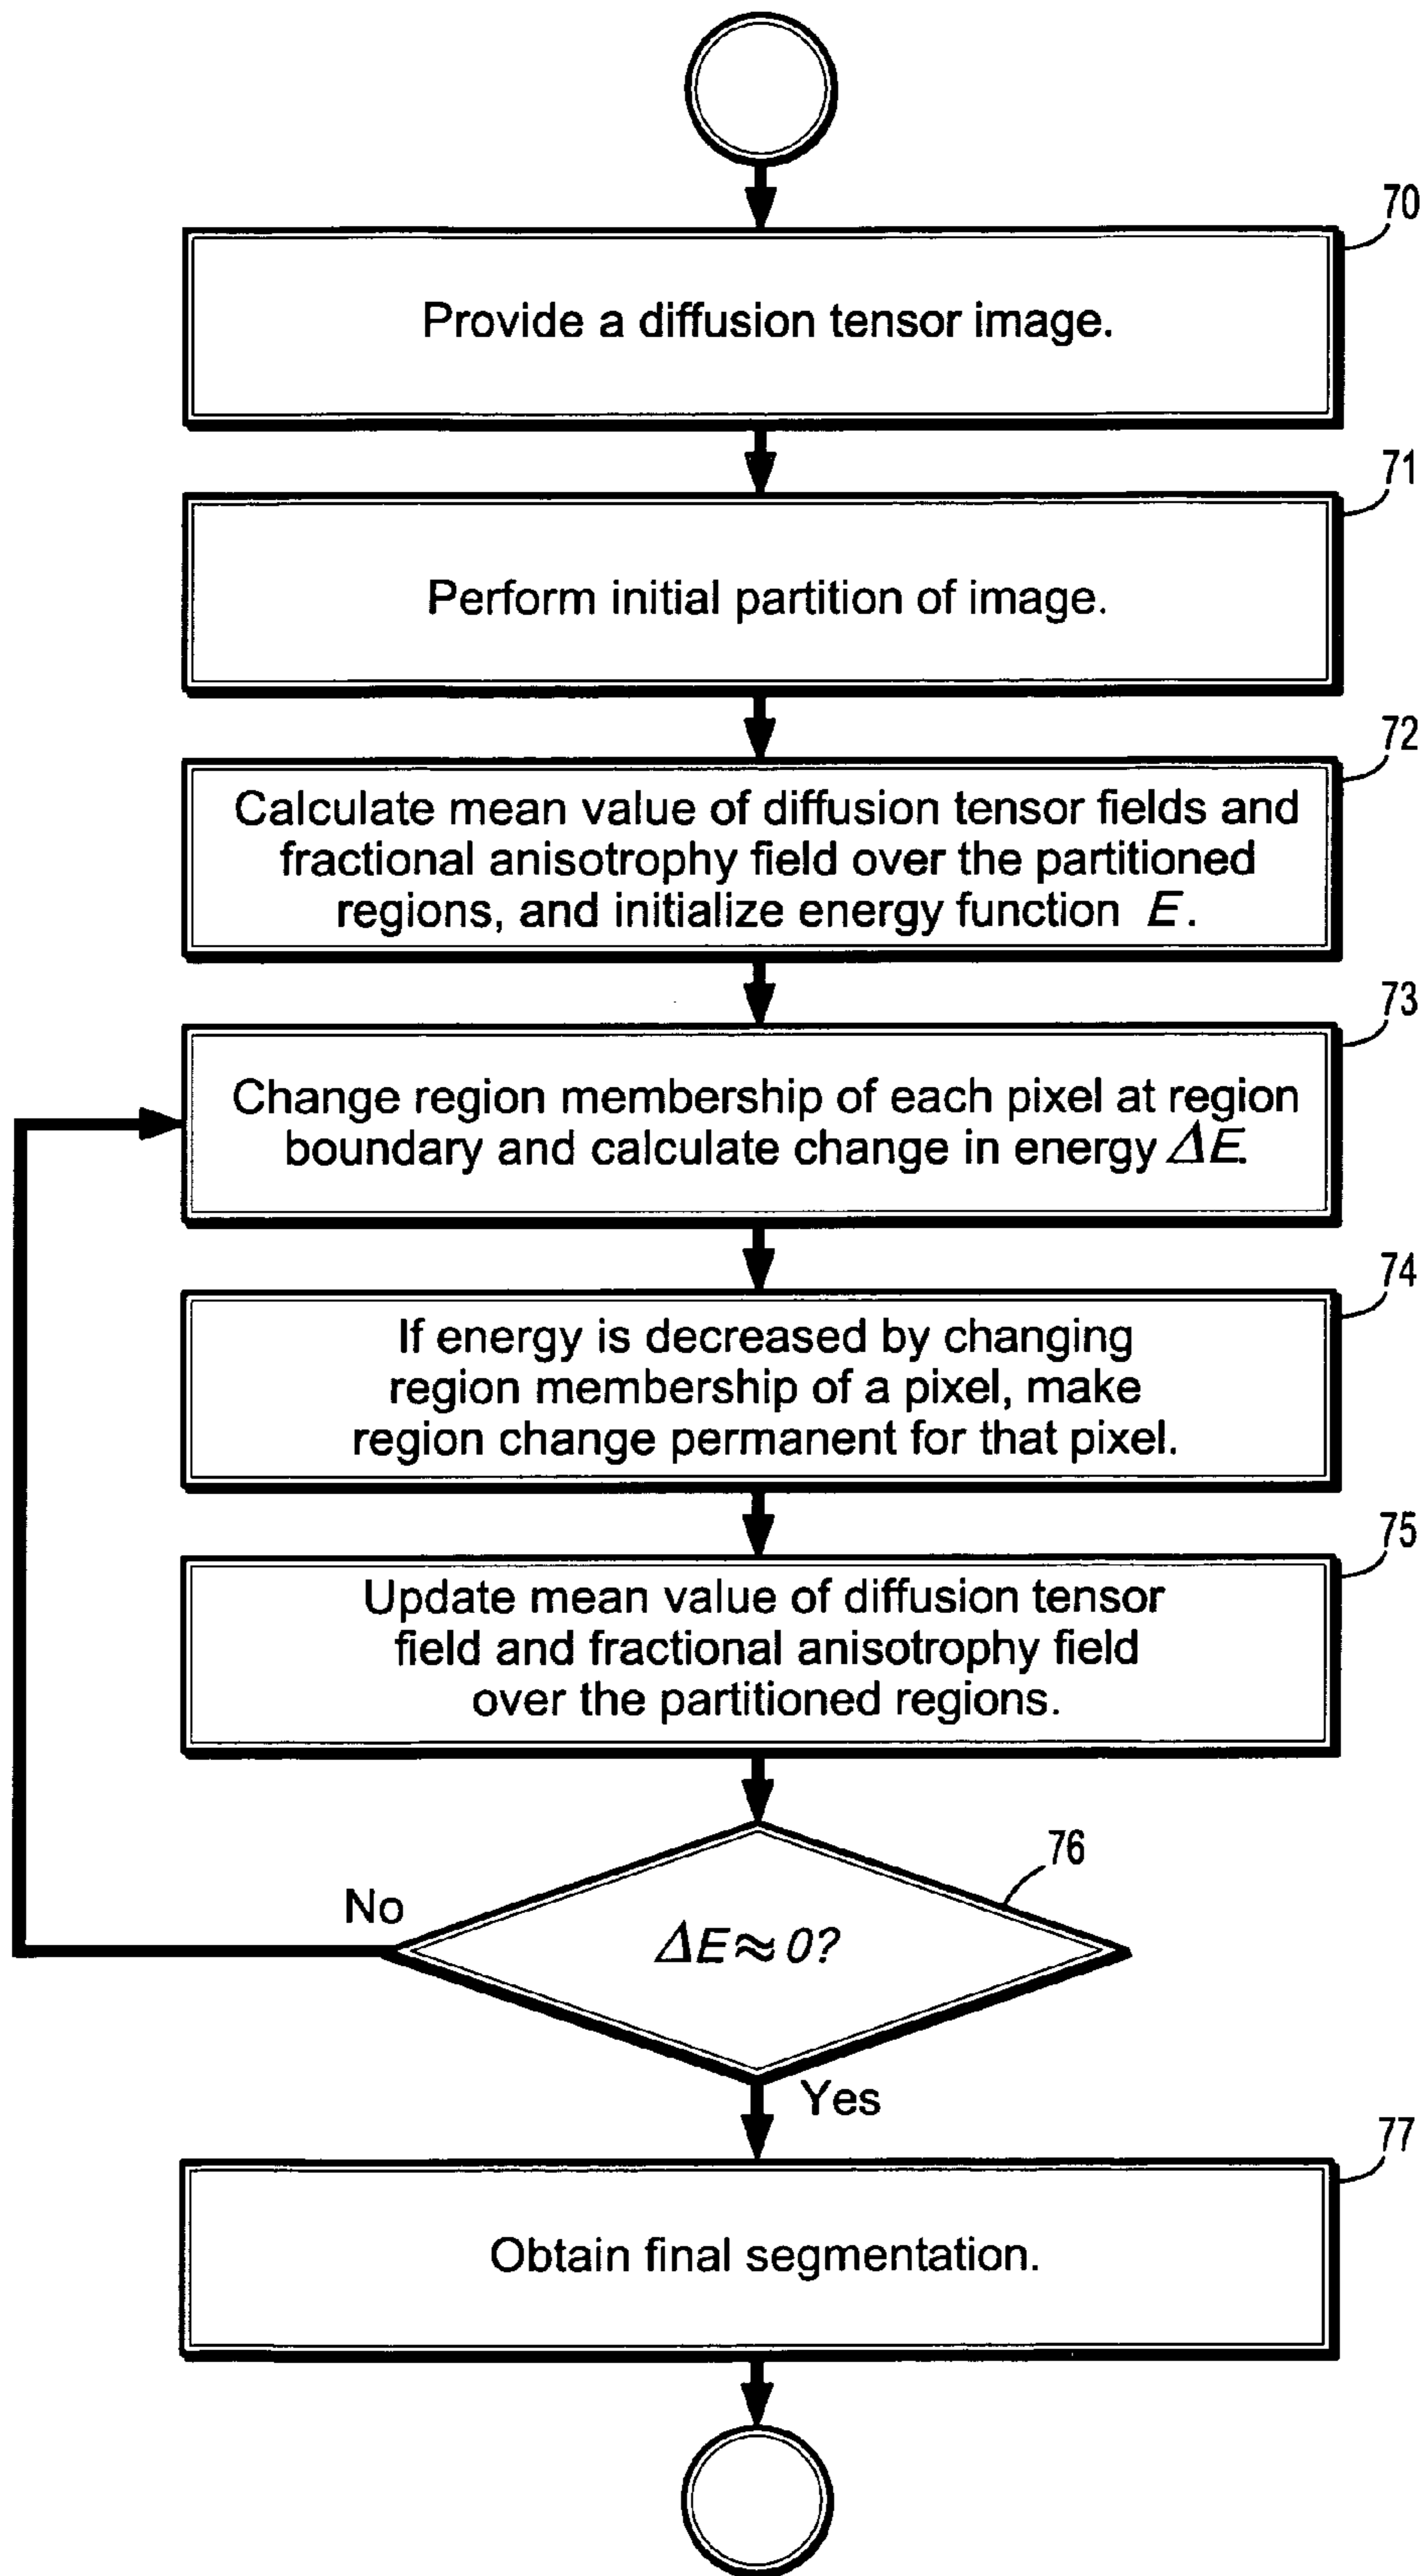 70
Provide a diffusion tensor image.
71
Perform initial partition of image.
72
Calculate mean value of diffusion tensor fields and
fractional anisotropy field over the partitioned
regions, and initialize energy function E.
73
Change region membership of each pixel at region
boundary and calculate change in energy ΔE.
74
If energy is decreased by changing
region membership of a pixel, make
region change permanent for that pixel.
75
Update mean value of diffusion tensor
field and fractional anisotropy field
over the partitioned regions.
76
No
ΔE≈0?
Yes
77
Obtain final segmentation.